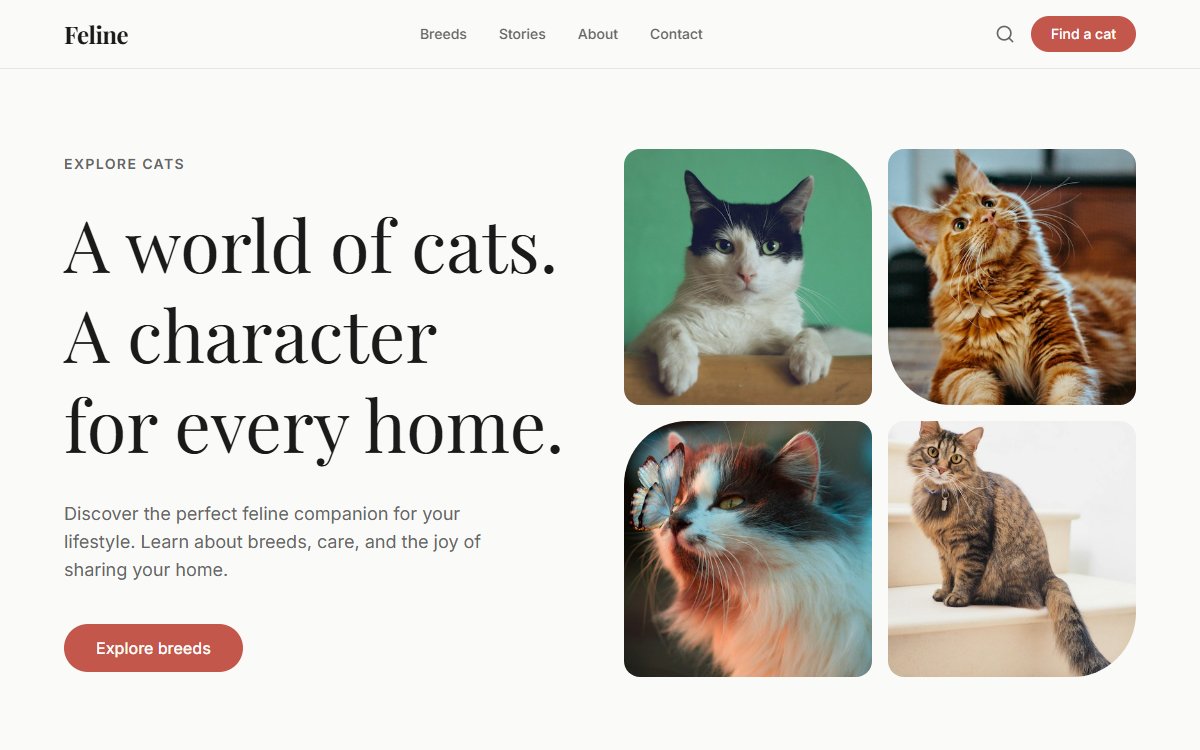 Feline
Breeds
Stories
About
Contact
Find a cat
EXPLORE CATS
A world of cats.
A character
for every home.
Discover the perfect feline companion for your
lifestyle. Learn about breeds, care, and the joy of
sharing your home.
Explore breeds